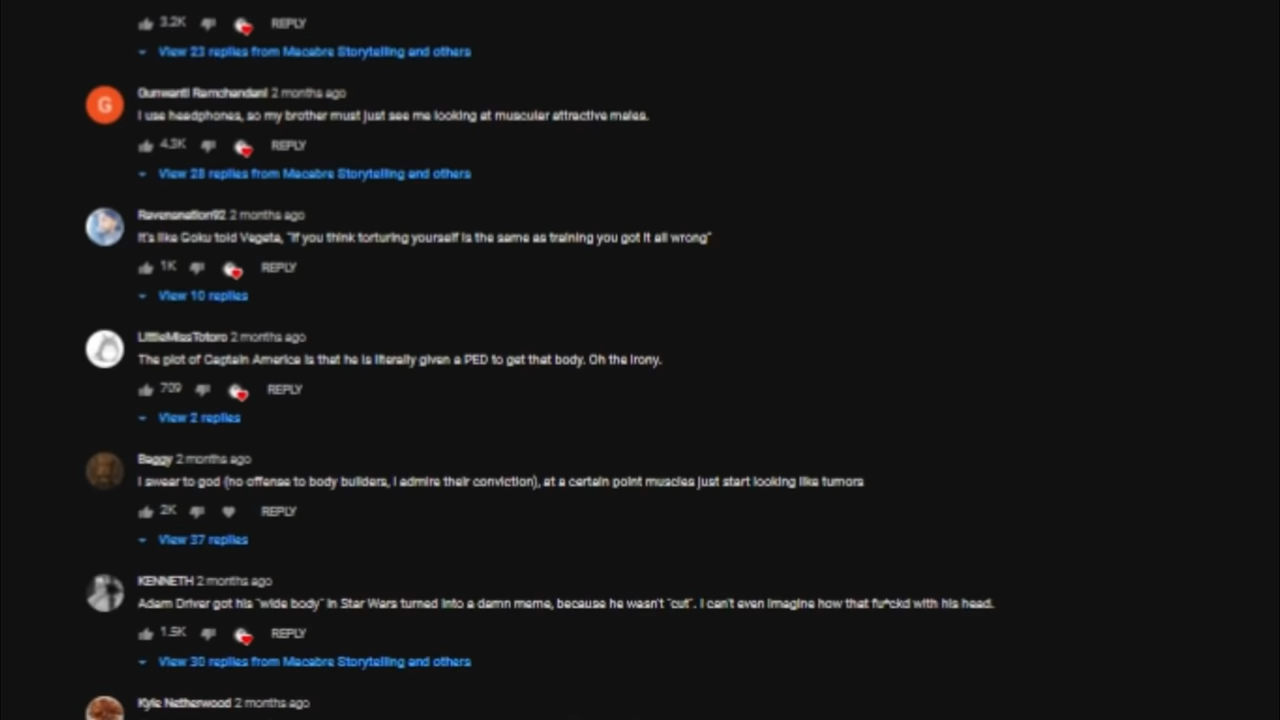 3.2K REPLY
View 23 replies from Macabre Storytelling and others
G
Gunwanti Ramchandani 2 months ago
I use headphones, so my brother must just see me looking at muscular attractive males.
4.3K REPLY
View 28 replies from Macabre Storytelling and others
Ravensnation92 2 months ago
It's like Goku told Vegeta, "If you think torturing yourself is the same as training you got it all wrong"
1K REPLY
View 10 replies
LittleMissTotoro 2 months ago
The plot of Captain America is that he is literally given a PED to get that body. Oh the irony.
709 REPLY
View 2 replies
Baggy 2 months ago
I swear to god (no offense to body builders, I admire their conviction), at a certain point muscles just start looking like tumors
2K REPLY
View 37 replies
KENNETH 2 months ago
Adam Driver got his "wide body" in Star Wars turned into a damn meme, because he wasn't "cut". I can't even imagine how that fu*ckd with his head.
1.5K REPLY
View 30 replies from Macabre Storytelling and others
Kyle Netherwood 2 months ago